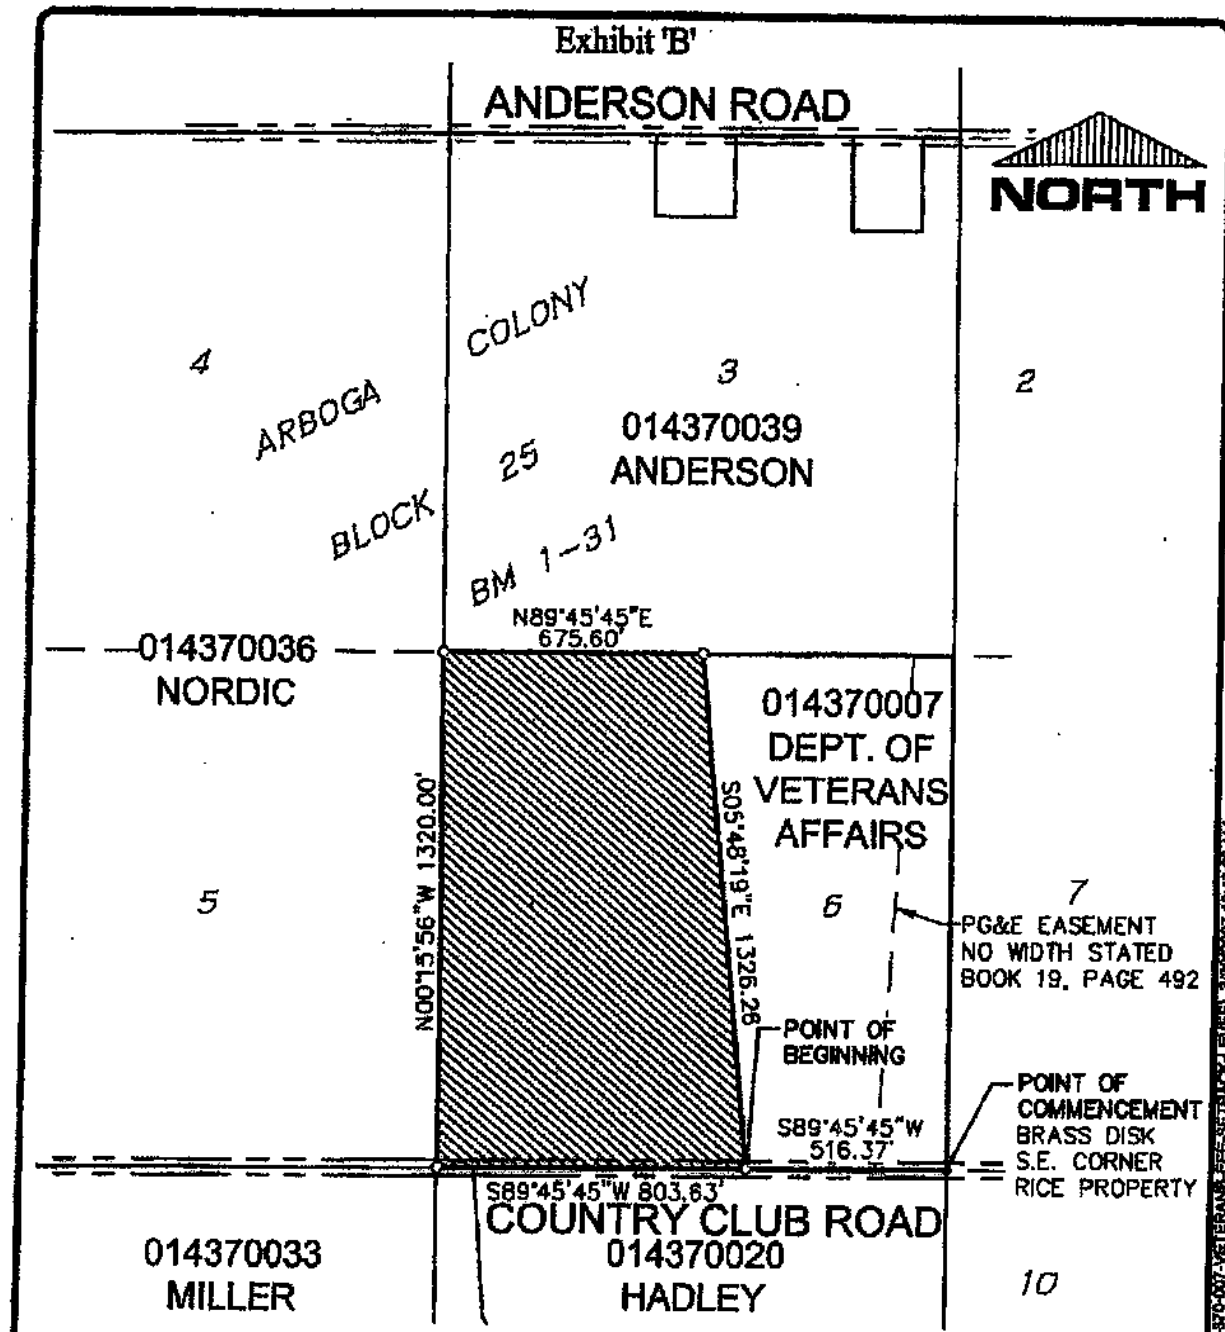 Exhibit 'B'
ANDERSON ROAD
NORTH
4
COLONY
3
2
ARBOGA
014370039
ANDERSON
25
BLOCK
BM 1-31
N89°45'45"E
675.60'
014370036
NORDIC
014370007
DEPT. OF
VETERANS
AFFAIRS
N00°15'56"W 1320.00'
S05°48'19"E 1326.26
5
6
7
PG&E EASEMENT
NO WIDTH STATED
BOOK 19, PAGE 492
POINT OF
BEGINNING
POINT OF
COMMENCEMENT
BRASS DISK
S.E. CORNER
RICE PROPERTY
S89°45'45"W
516.37'
S89°45'45"W 803.63'
COUNTRY CLUB ROAD
014370033
MILLER
014370020
HADLEY
10